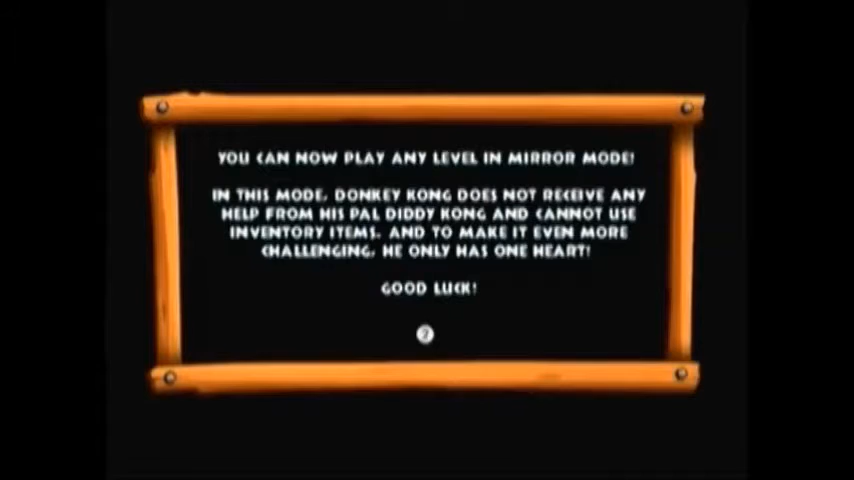 YOU CAN NOW PLAY ANY LEVEL IN MIRROR MODE!
IN THIS MODE, DONKEY KONG DOES NOT RECEIVE ANY
HELP FROM HIS PAL DIDDY KONG AND CANNOT USE
INVENTORY ITEMS. AND TO MAKE IT EVEN MORE
CHALLENGING, HE ONLY HAS ONE HEART!
GOOD LUCK!
2